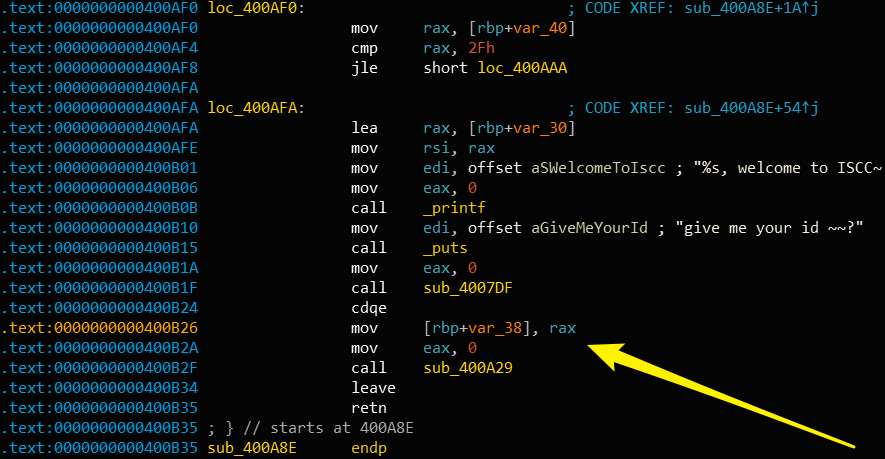 .text:0000000000400AF0 loc_400AF0: ; CODE XREF: sub_400A8E+1A↑j
.text:0000000000400AF0 mov rax, [rbp+var_40]
.text:0000000000400AF4 cmp rax, 2Fh
.text:0000000000400AF8 jle short loc_400AAA
.text:0000000000400AFA
.text:0000000000400AFA loc_400AFA: ; CODE XREF: sub_400A8E+54↑j
.text:0000000000400AFA lea rax, [rbp+var_30]
.text:0000000000400AFE mov rsi, rax
.text:0000000000400B01 mov edi, offset aSWelcomeToIscc ; "%s, welcome to ISCC~
.text:0000000000400B06 mov eax, 0
.text:0000000000400B0B call _printf
.text:0000000000400B10 mov edi, offset aGiveMeYourId ; "give me your id ~~?"
.text:0000000000400B15 call _puts
.text:0000000000400B1A mov eax, 0
.text:0000000000400B1F call sub_4007DF
.text:0000000000400B24 cdqe
.text:0000000000400B26 mov [rbp+var_38], rax
.text:0000000000400B2A mov eax, 0
.text:0000000000400B2F call sub_400A29
.text:0000000000400B34 leave
.text:0000000000400B35 retn
.text:0000000000400B35 ; } // starts at 400A8E
.text:0000000000400B35 sub_400A8E endp